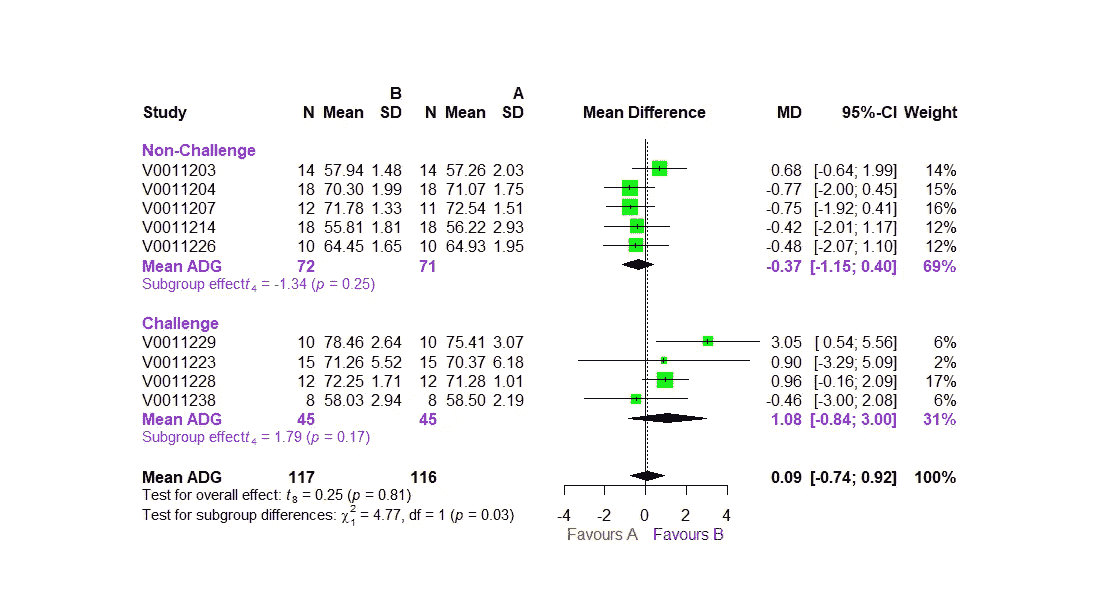 B A
Study N Mean SD N Mean SD Mean Difference MD 95%-CI Weight
Non-Challenge
V0011203 14 57.94 1.48 14 57.26 2.03 0.68 [-0.64; 1.99] 14%
V0011204 18 70.30 1.99 18 71.07 1.75 -0.77 [-2.00; 0.45] 15%
V0011207 12 71.78 1.33 11 72.54 1.51 -0.75 [-1.92; 0.41] 16%
V0011214 18 55.81 1.81 18 56.22 2.93 -0.42 [-2.01; 1.17] 12%
V0011226 10 64.45 1.65 10 64.93 1.95 -0.48 [-2.07; 1.10] 12%
Mean ADG 72 71 -0.37 [-1.15; 0.40] 69%
Subgroup effect t₄ = -1.34 (p = 0.25)
Challenge
V0011229 10 78.46 2.64 10 75.41 3.07 3.05 [ 0.54; 5.56] 6%
V0011223 15 71.26 5.52 15 70.37 6.18 0.90 [-3.29; 5.09] 2%
V0011228 12 72.25 1.71 12 71.28 1.01 0.96 [-0.16; 2.09] 17%
V0011238 8 58.03 2.94 8 58.50 2.19 -0.46 [-3.00; 2.08] 6%
Mean ADG 45 45 1.08 [-0.84; 3.00] 31%
Subgroup effect t₄ = 1.79 (p = 0.17)
Mean ADG 117 116 0.09 [-0.74; 0.92] 100%
Test for overall effect: t₈ = 0.25 (p = 0.81)
Test for subgroup differences: χ²₁ = 4.77, df = 1 (p = 0.03)
-4 -2 0 2 4
Favours A Favours B